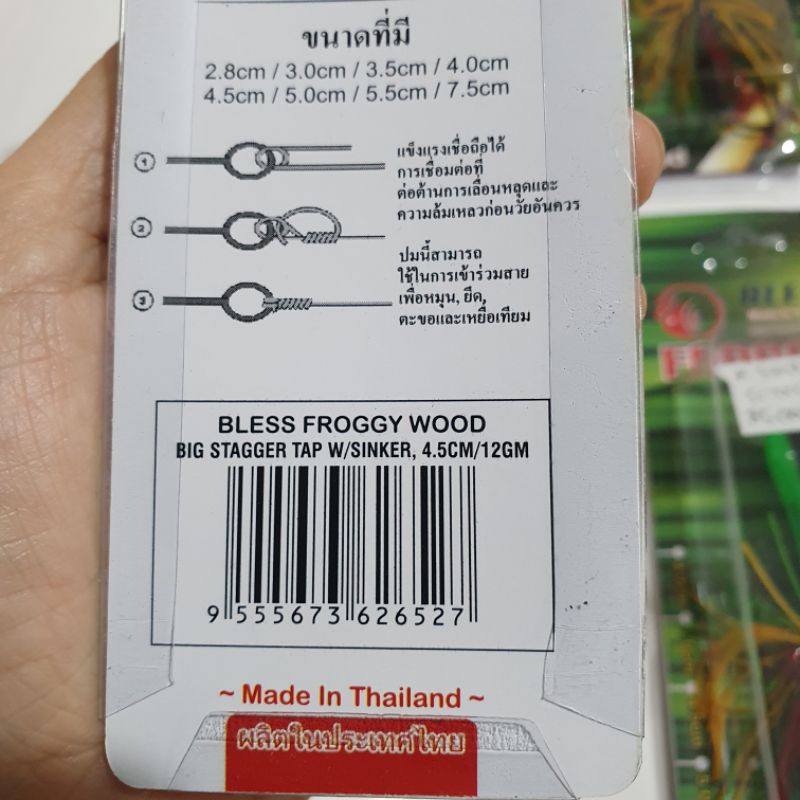 ขนาดที่มี
2.8cm / 3.0cm / 3.5cm / 4.0cm
4.5cm / 5.0cm / 5.5cm / 7.5cm
1
แข็งแรงเชื่อถือได้
การเชื่อมต่อที่
ต่อต้านการเลื่อนหลุดและ
ความล้มเหลวก่อนวัยอันควร
2
ปมนี้สามารถ
ใช้ในการเข้าร่วมสาย
เพื่อหมุน, ยึด,
ตะขอและเหยื่อเทียม
3
BLESS FROGGY WOOD
BIG STAGGER TAP W/SINKER, 4.5CM/12GM
9 555673 626527
~ Made In Thailand ~
ผลิตในประเทศไทย